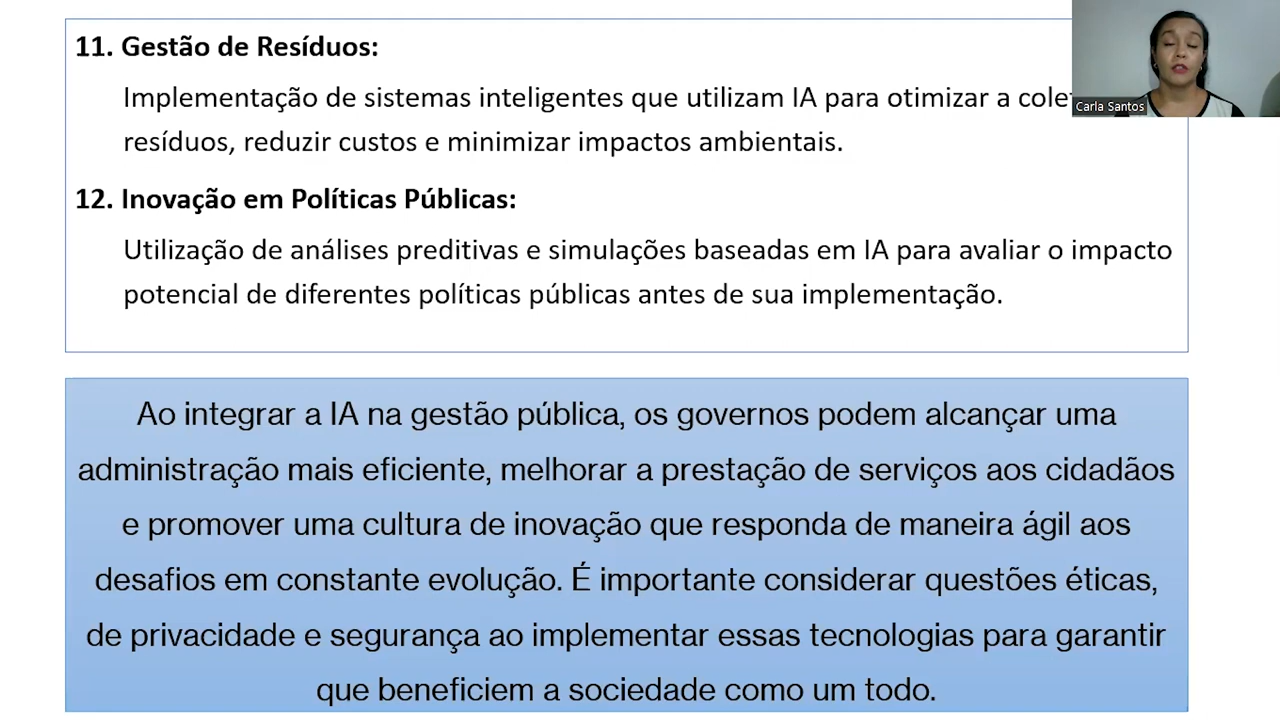 11. Gestão de Resíduos:
Implementação de sistemas inteligentes que utilizam IA para otimizar a
resíduos, reduzir custos e minimizar impactos ambientais.
12. Inovação em Políticas Públicas:
Utilização de análises preditivas e simulações baseadas em IA para avaliar o impacto
potencial de diferentes políticas públicas antes de sua implementação.
Ao integrar a IA na gestão pública, os governos podem alcançar uma
administração mais eficiente, melhorar a prestação de serviços aos cidadãos
e promover uma cultura de inovação que responda de maneira ágil aos
desafios em constante evolução. É importante considerar questões éticas,
de privacidade e segurança ao implementar essas tecnologias para garantir
que beneficiem a sociedade como um todo.
Carla Santos